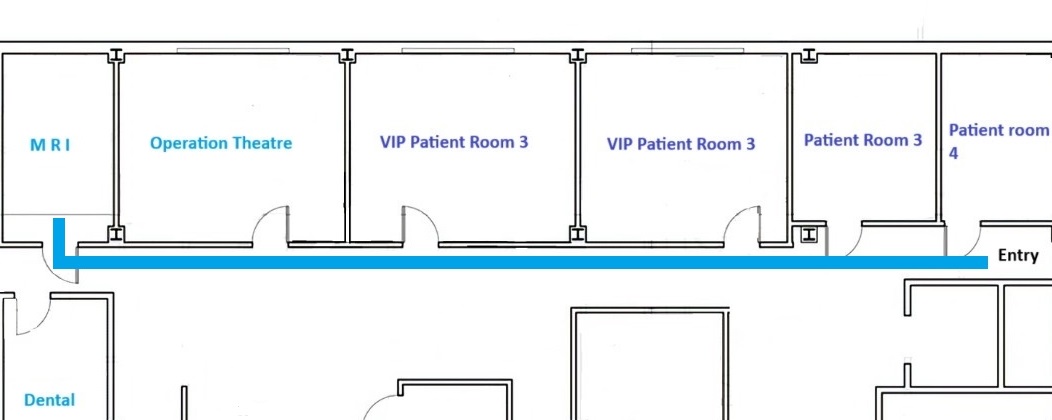 M R I
Operation Theatre
VIP Patient Room 3
VIP Patient Room 3
Patient Room 3
Patient room
4
Entry
Dental